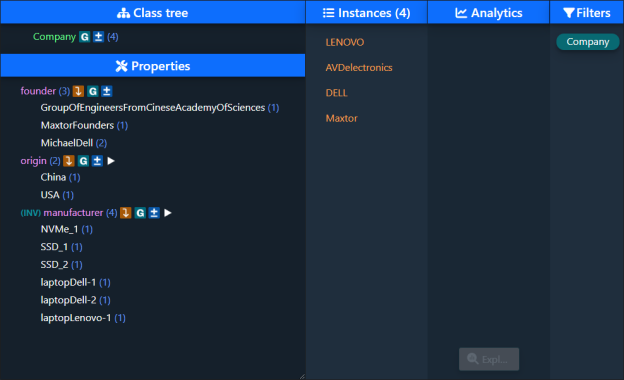 Class tree
Company G ± (4)
Properties
founder (3) G ±
GroupOfEngineersFromCineseAcademyOfSciences (1)
MaxtorFounders (1)
MichaelDell (2)
origin (2) G ±
China (1)
USA (1)
(INV) manufacturer (4) G ±
NVMe_1 (1)
SSD_1 (1)
SSD_2 (1)
laptopDell-1 (1)
laptopDell-2 (1)
laptopLenovo-1 (1)
Instances (4)
LENOVO
AVDelectronics
DELL
Maxtor
Analytics
Expl...
Filters
Company